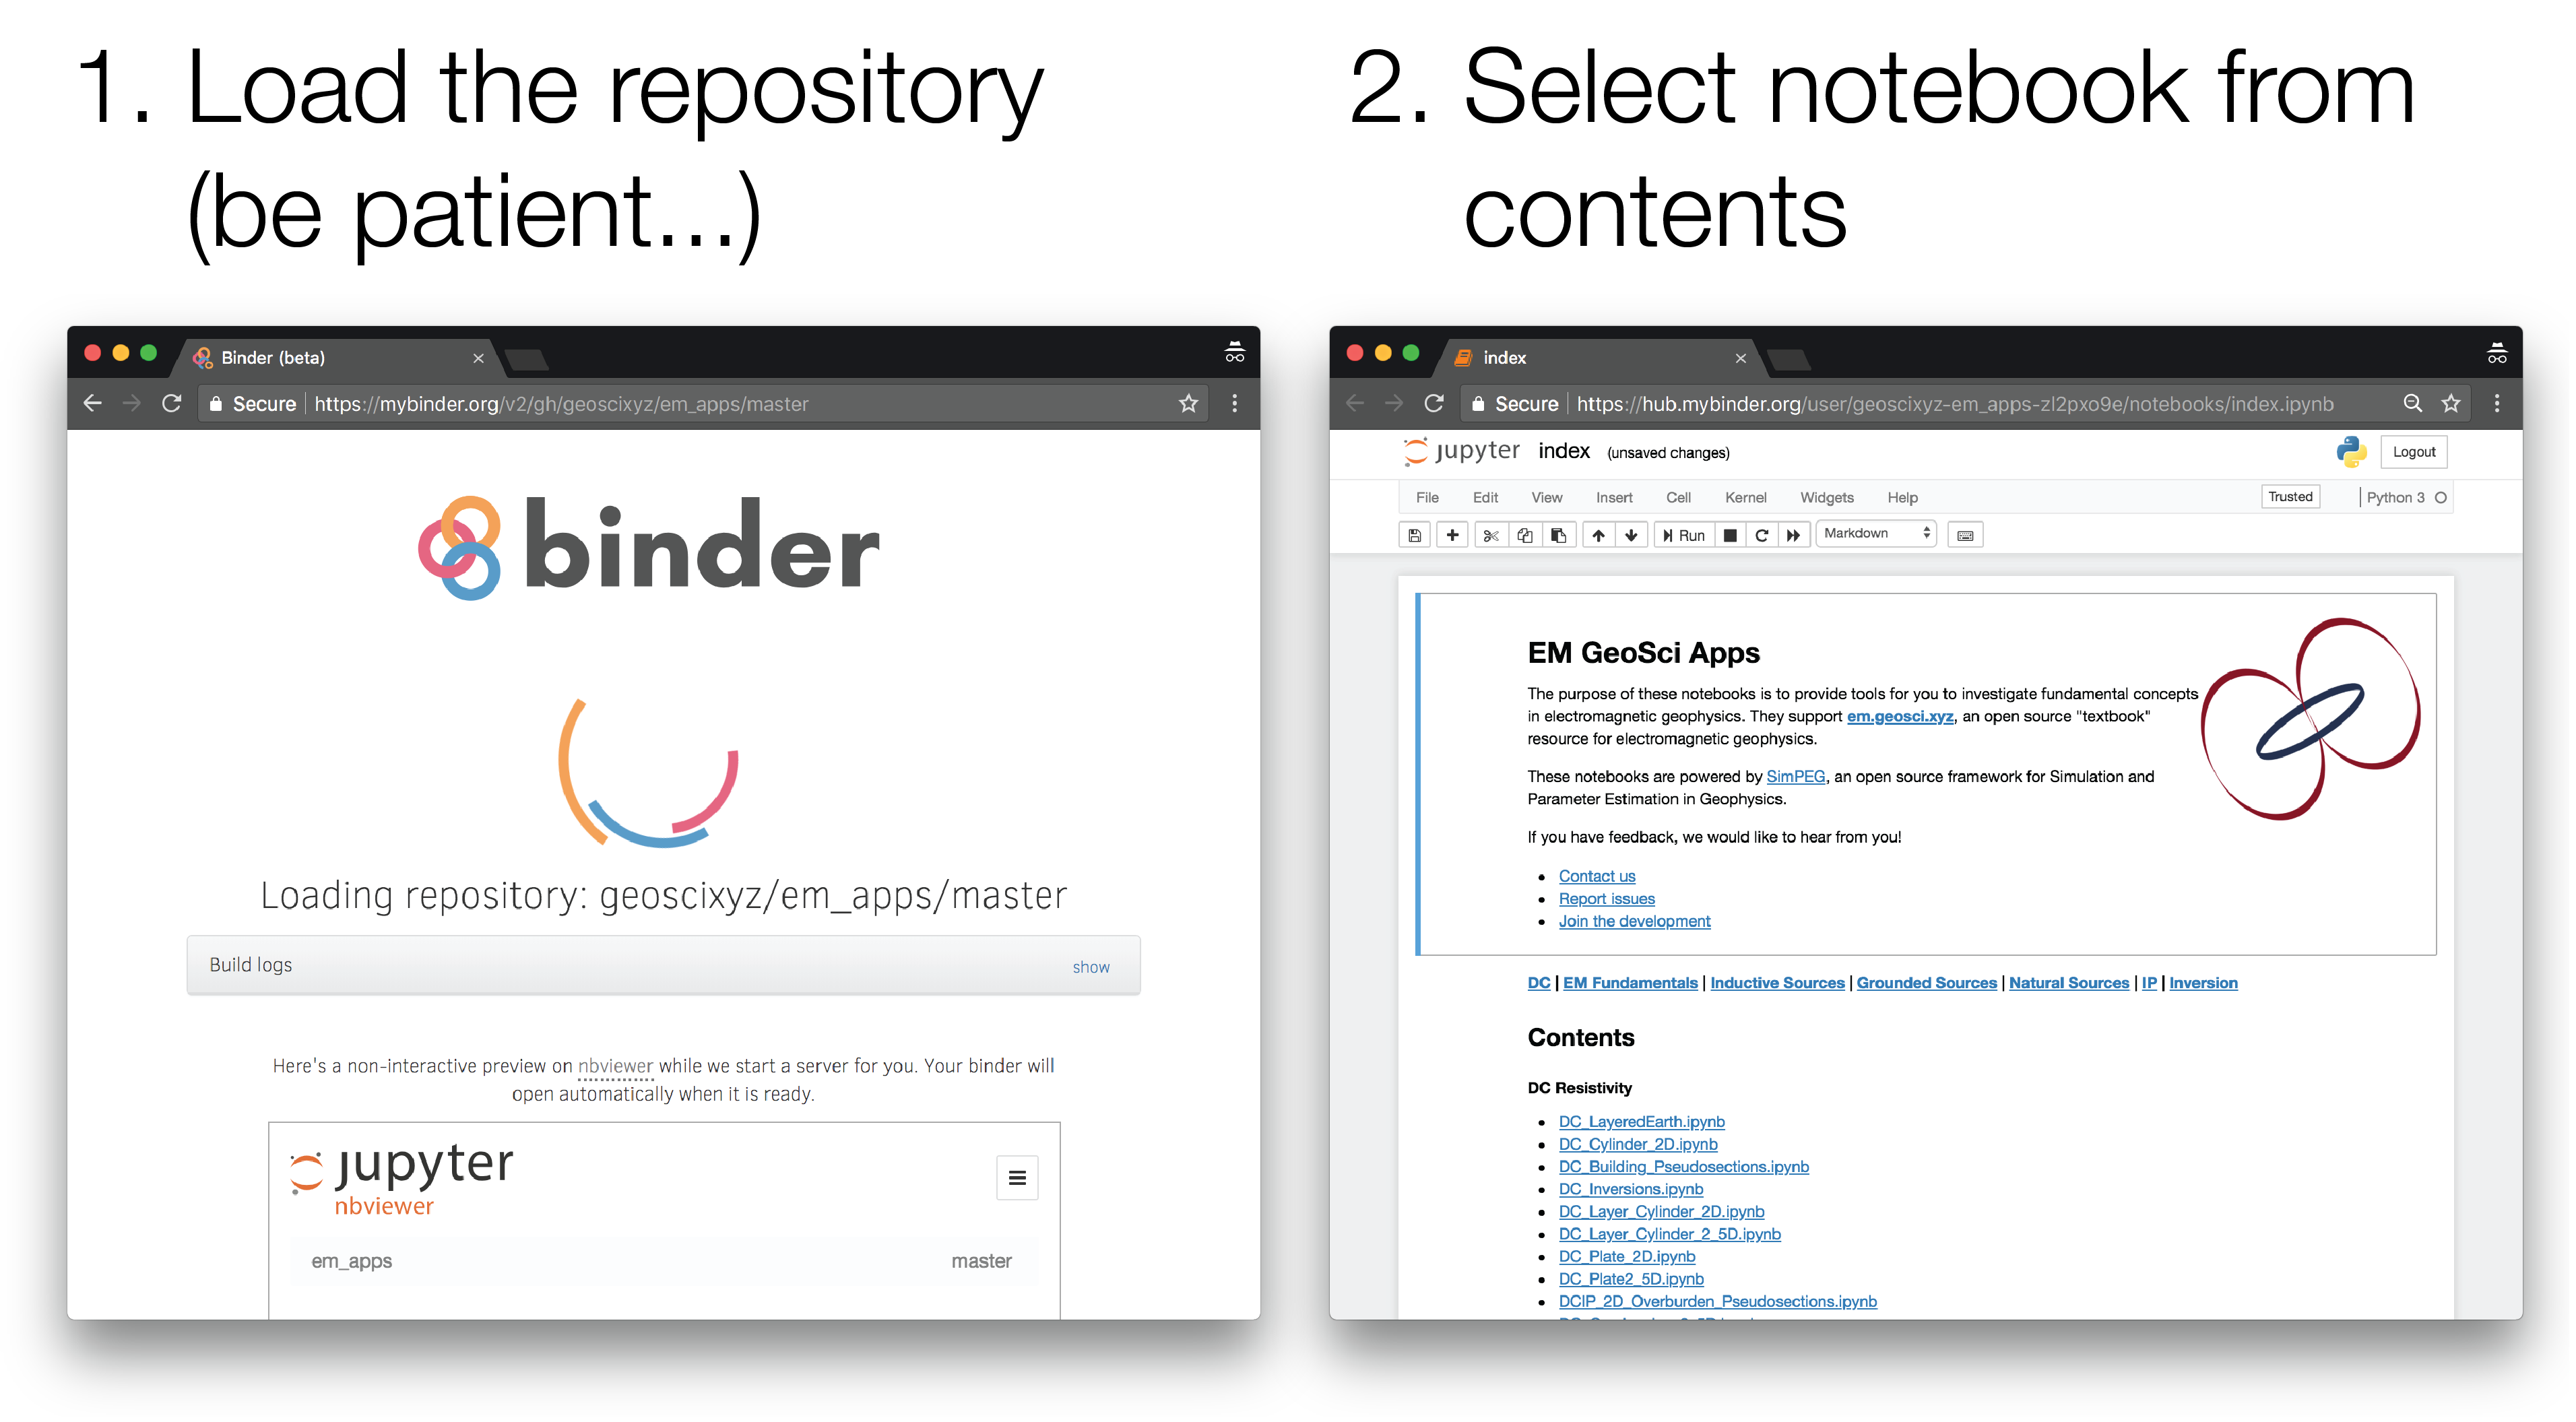 1. Load the repository
(be patient...)
2. Select notebook from
contents
Binder (beta)
Secure https://mybinder.org/v2/gh/geoscixyz/em_apps/master
binder
Loading repository: geoscixyz/em_apps/master
Build logs show
Here's a non-interactive preview on nbviewer while we start a server for you. Your binder will
open automatically when it is ready.
jupyter
nbviewer
em_apps master
index
Secure https://hub.mybinder.org/user/geoscixyz-em_apps-zl2pxo9e/notebooks/index.ipynb
jupyter index (unsaved changes) Logout
File Edit View Insert Cell Kernel Widgets Help Trusted | Python 3
Run Markdown
EM GeoSci Apps
The purpose of these notebooks is to provide tools for you to investigate fundamental concepts
in electromagnetic geophysics. They support em.geosci.xyz, an open source "textbook"
resource for electromagnetic geophysics.
These notebooks are powered by SimPEG, an open source framework for Simulation and
Parameter Estimation in Geophysics.
If you have feedback, we would like to hear from you!
• Contact us
• Report issues
• Join the development
DC | EM Fundamentals | Inductive Sources | Grounded Sources | Natural Sources | IP | Inversion
Contents
DC Resistivity
• DC_LayeredEarth.ipynb
• DC_Cylinder_2D.ipynb
• DC_Building_Pseudosections.ipynb
• DC_Inversions.ipynb
• DC_Layer_Cylinder_2D.ipynb
• DC_Layer_Cylinder_2_5D.ipynb
• DC_Plate_2D.ipynb
• DC_Plate2_5D.ipynb
• DCIP_2D_Overburden_Pseudosections.ipynb